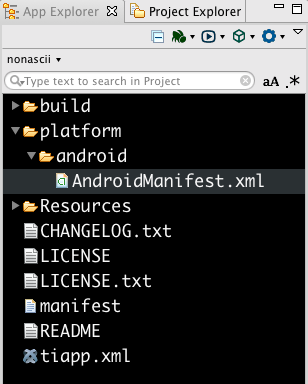 App Explorer Project Explorer
nonascii
Type text to search in Project aA .*
build
platform
android
AndroidManifest.xml
Resources
CHANGELOG.txt
LICENSE
LICENSE.txt
manifest
README
tiapp.xml